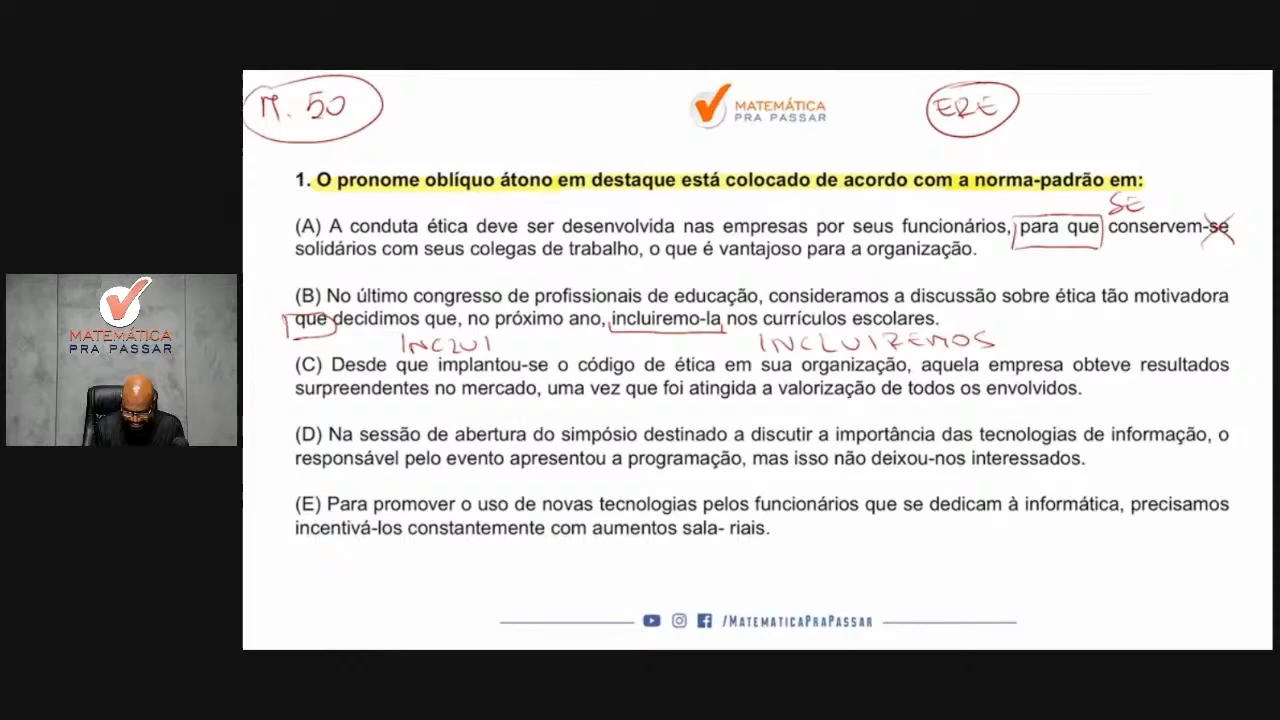 M. 50
MATEMÁTICA
PRA PASSAR
ERE
1. O pronome oblíquo átono em destaque está colocado de acordo com a norma-padrão em:
SE
(A) A conduta ética deve ser desenvolvida nas empresas por seus funcionários, para que conservem-se
solidários com seus colegas de trabalho, o que é vantajoso para a organização.
(B) No último congresso de profissionais de educação, consideramos a discussão sobre ética tão motivadora
que decidimos que, no próximo ano, incluiremo-la nos currículos escolares.
INCLUI INCLUIREMOS
(C) Desde que implantou-se o código de ética em sua organização, aquela empresa obteve resultados
surpreendentes no mercado, uma vez que foi atingida a valorização de todos os envolvidos.
(D) Na sessão de abertura do simpósio destinado a discutir a importância das tecnologias de informação, o
responsável pelo evento apresentou a programação, mas isso não deixou-nos interessados.
(E) Para promover o uso de novas tecnologias pelos funcionários que se dedicam à informática, precisamos
incentivá-los constantemente com aumentos sala- riais.
/MATEMATICAPRAPASSAR
MATEMÁTICA
PRA PASSAR